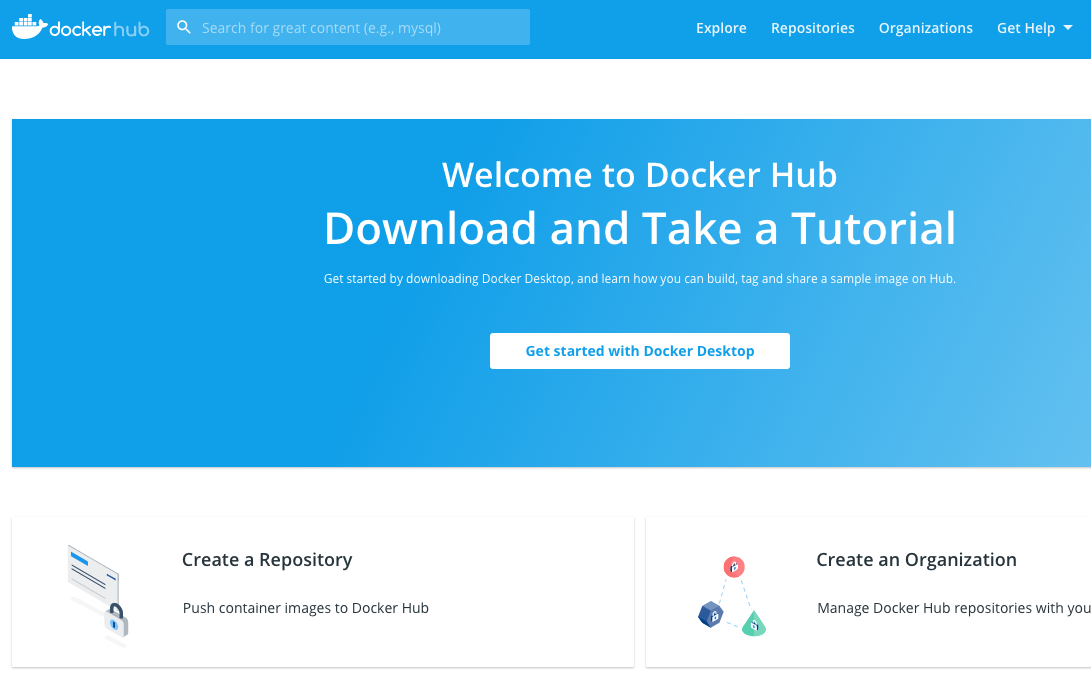 dockerhub
Search for great content (e.g., mysql)
Explore
Repositories
Organizations
Get Help
Welcome to Docker Hub
Download and Take a Tutorial
Get started by downloading Docker Desktop, and learn how you can build, tag and share a sample image on Hub.
Get started with Docker Desktop
Create a Repository
Push container images to Docker Hub
Create an Organization
Manage Docker Hub repositories with you